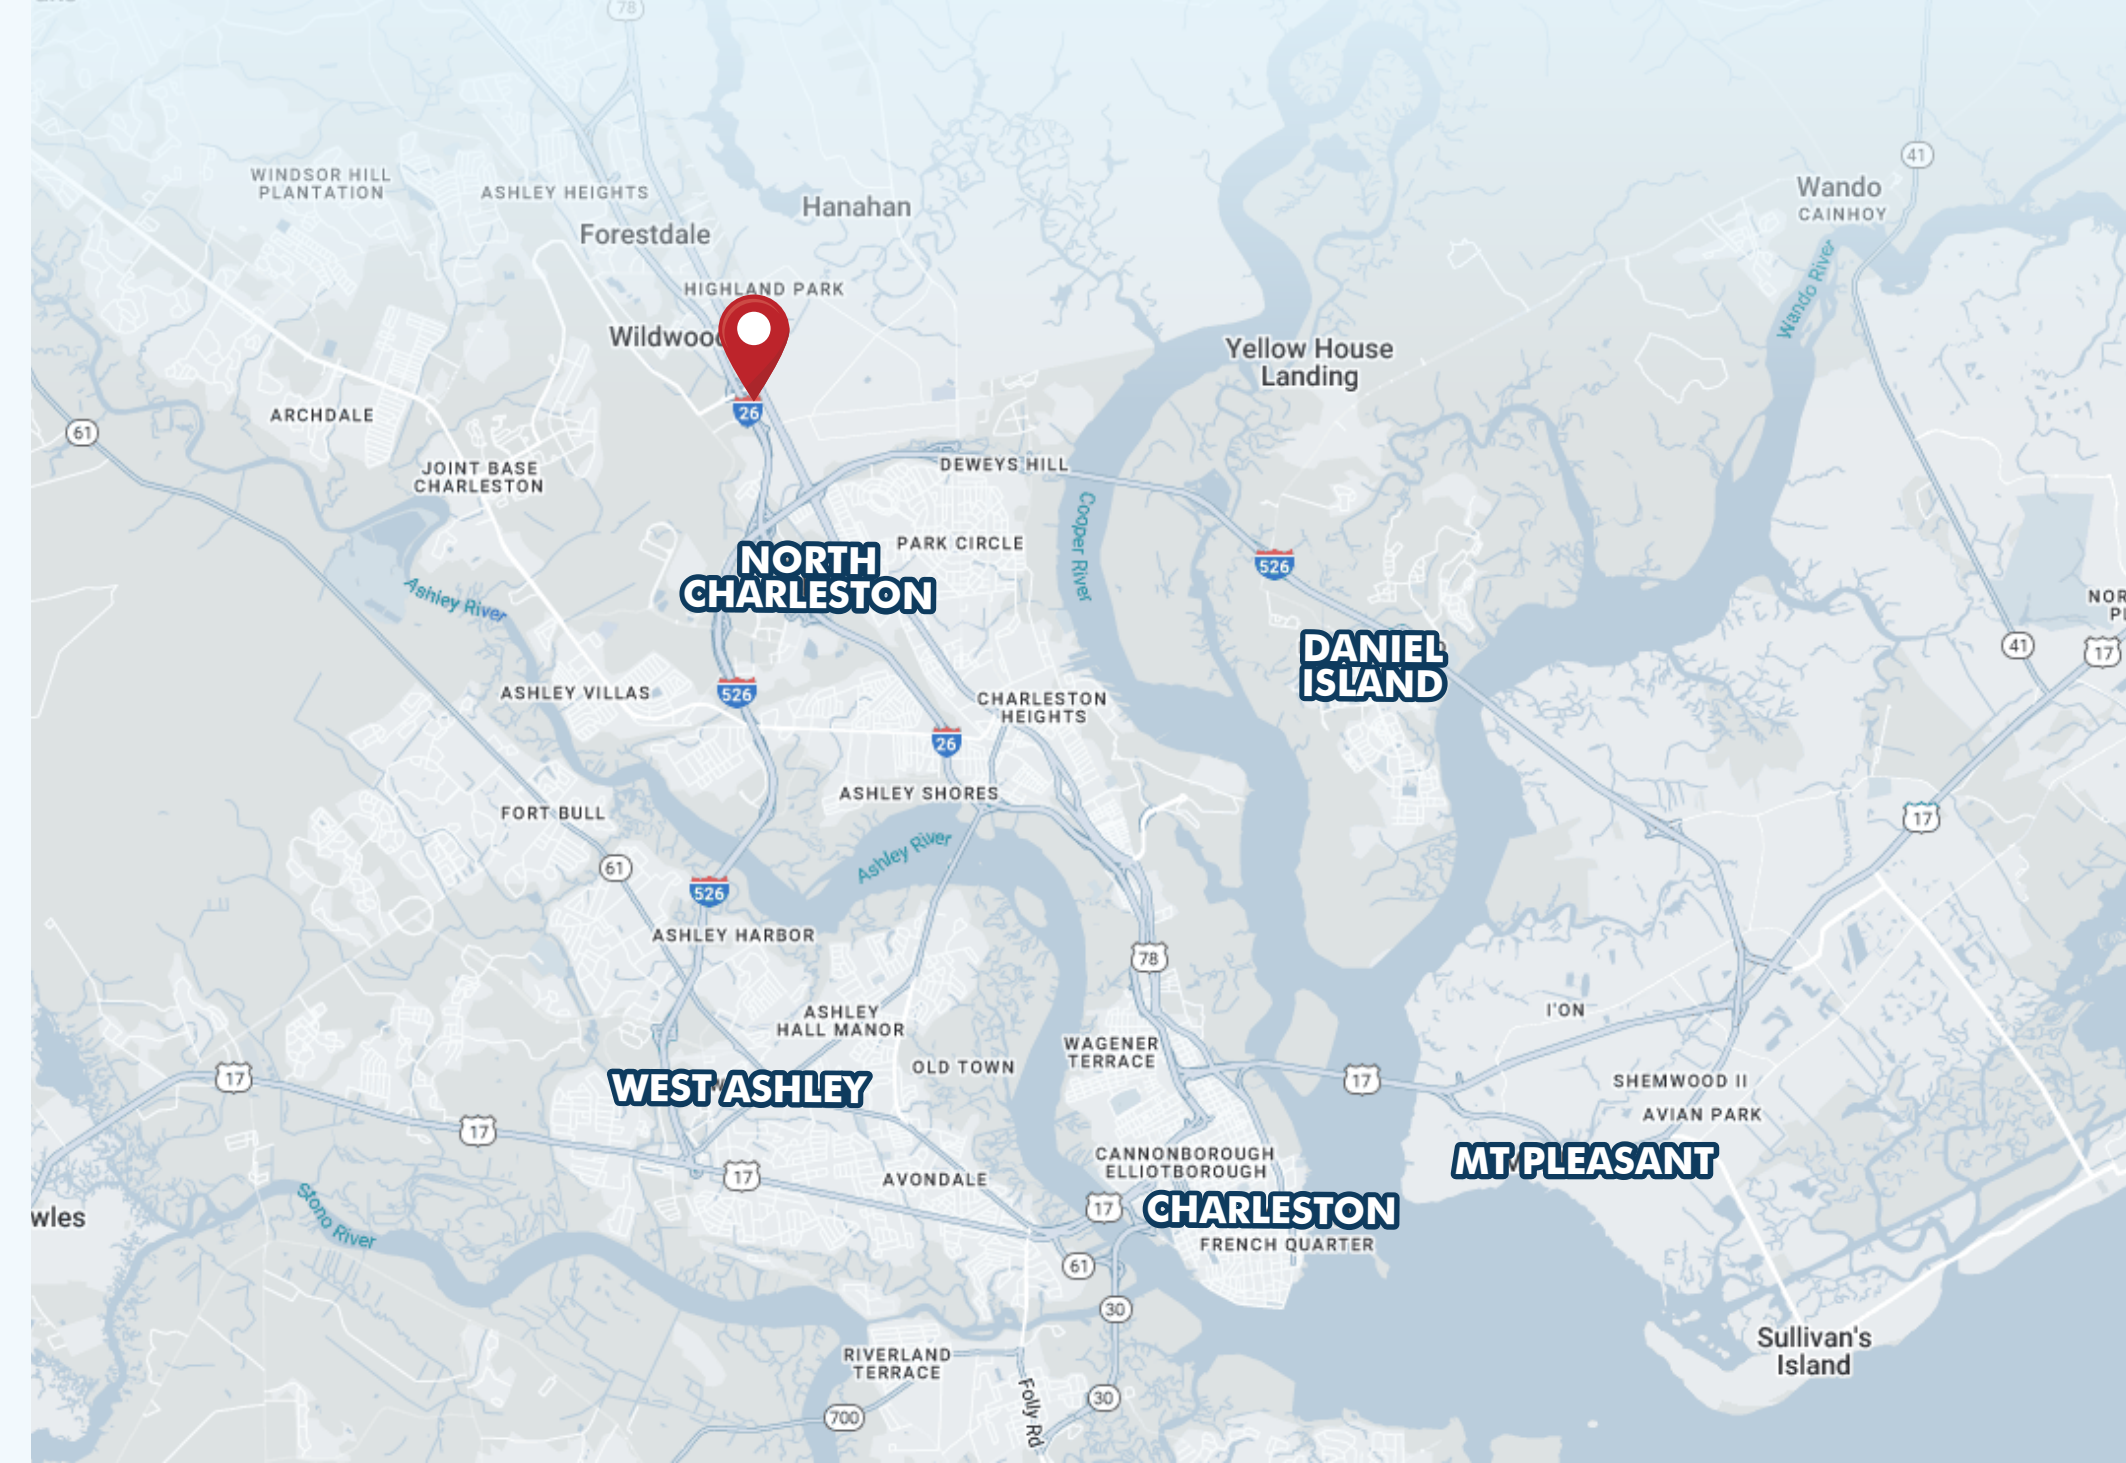 78
41
WINDSOR HILL
PLANTATION
ASHLEY HEIGHTS
Wando
CAINHOY
Hanahan
Forestdale
Wando River
HIGHLAND PARK
Yellow House
Landing
26
ARCHDALE
61
DEWEYS HILL
JOINT BASE
CHARLESTON
Cooper River
PARK CIRCLE
NORTH
CHARLESTON
526
Ashley River
DANIEL
ISLAND
41
17
ASHLEY VILLAS
526
CHARLESTON
HEIGHTS
26
ASHLEY SHORES
FORT BULL
17
Ashley River
61
526
ASHLEY HARBOR
78
ASHLEY
HALL MANOR
I'ON
WAGENER
TERRACE
OLD TOWN
17
17
SHEMWOOD II
WEST ASHLEY
AVIAN PARK
17
CANNONBOROUGH
ELLIOTBOROUGH
MT PLEASANT
17
AVONDALE
17
CHARLESTON
wles
Stono River
FRENCH QUARTER
61
30
Sullivan's
Island
RIVERLAND
TERRACE
Folly Rd
30
700